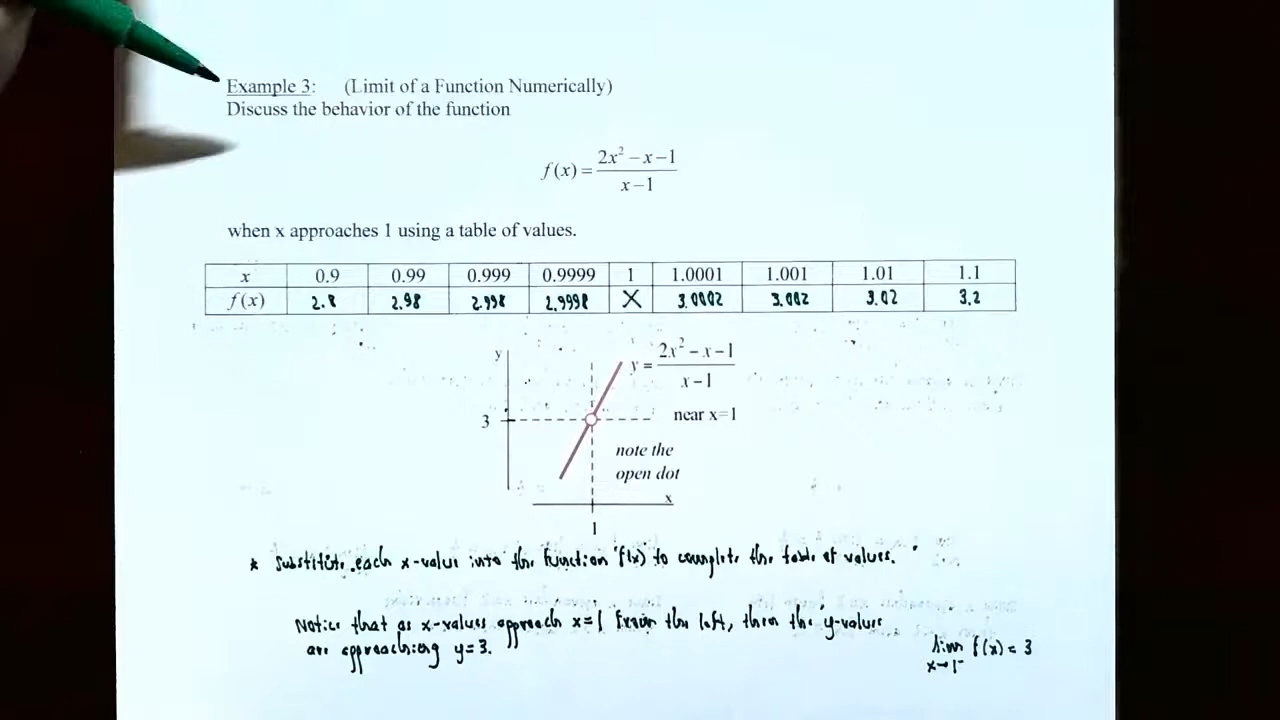 Example 3: (Limit of a Function Numerically)
Discuss the behavior of the function
f(x) = (2x² − x − 1)/(x − 1)
when x approaches 1 using a table of values.
x 0.9 0.99 0.999 0.9999 1 1.0001 1.001 1.01 1.1
f(x) 2.8 2.98 2.998 2.9998 X 3.0002 3.002 3.02 3.2
y
y = (2x² − x − 1)/(x − 1)
3
near x=1
note the
open dot
x
1
* Substitute each x-value into the function f(x) to complete the table of values.
Notice that as x-values approach x=1 from the left, then the y-values
are approaching y=3.
lim f(x) = 3
x→1⁻